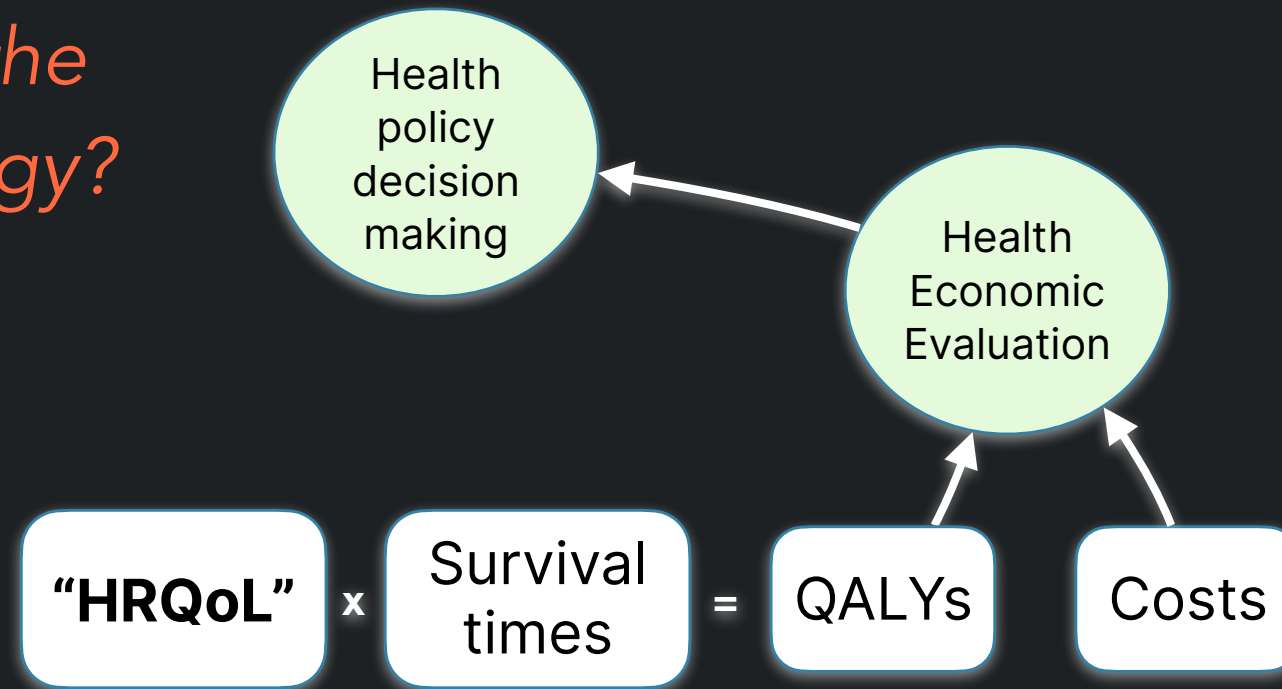 he
gy?
Health
policy
decision
making
Health
Economic
Evaluation
“HRQoL”
x
Survival
times
=
QALYs
Costs